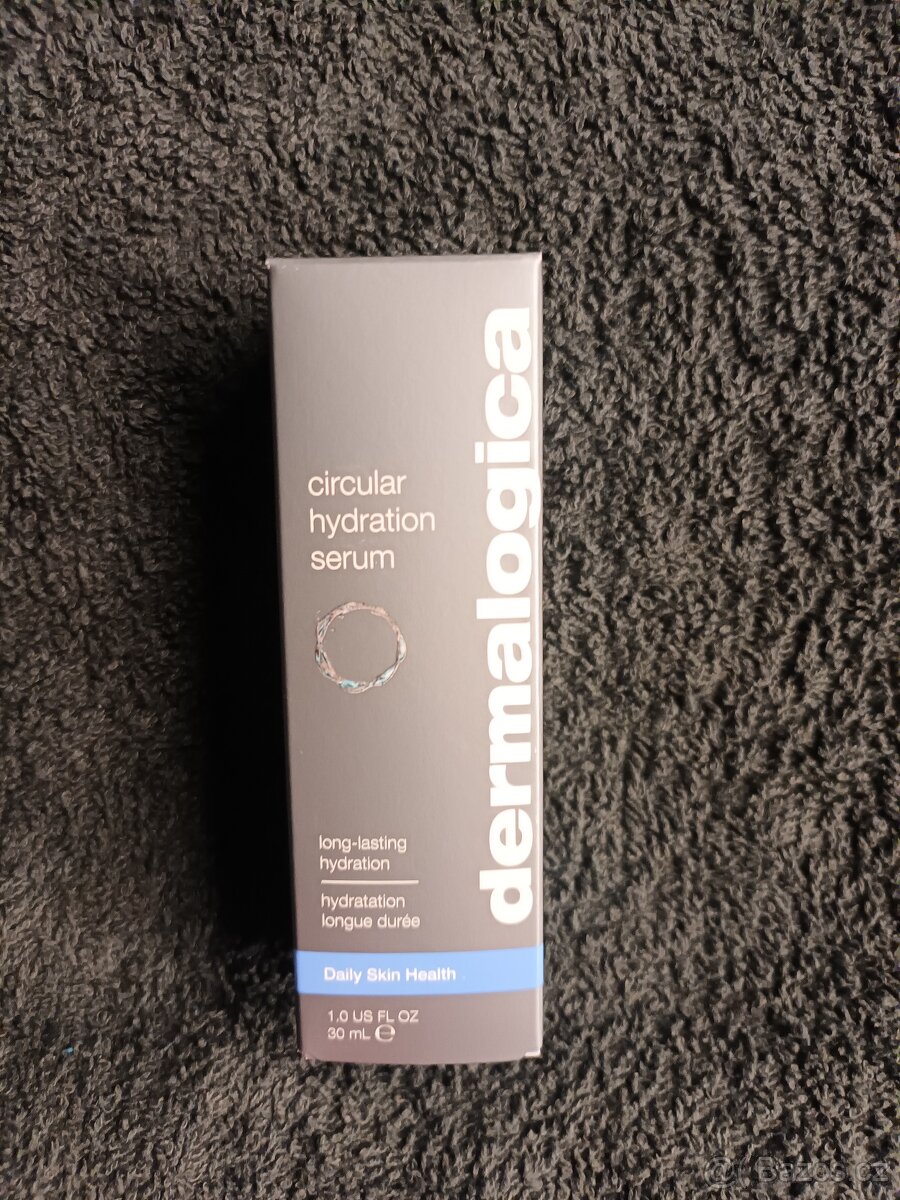 dermalogica
circular
hydration
serum
long-lasting
hydration
hydratation
longue durée
Daily Skin Health
1.0 US FL OZ
30 mL ℮
@ Bazos.cz